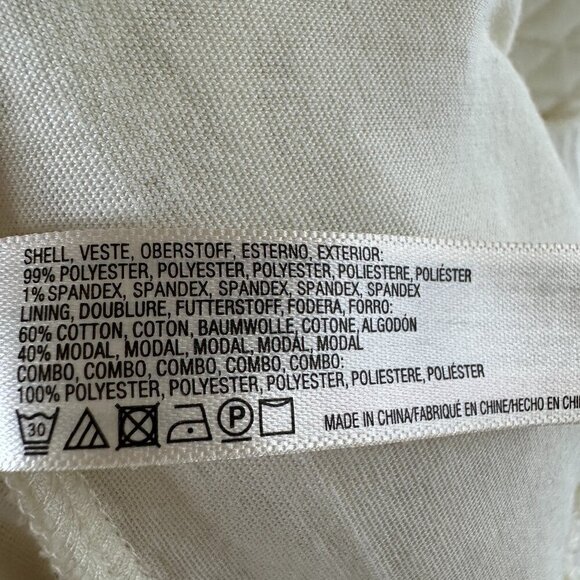 SHELL, VESTE, OBERSTOFF, ESTERNO, EXTERIOR:
99% POLYESTER, POLYESTER, POLYESTER, POLIESTERE, POLIÉSTER
1% SPANDEX, SPANDEX, SPANDEX, SPANDEX, SPANDEX
LINING, DOUBLURE, FUTTERSTOFF, FODERA, FORRO:
60% COTTON, COTON, BAUMWOLLE, COTONE, ALGODÓN
40% MODAL, MODAL, MODAL, MODAL, MODAL
COMBO, COMBO, COMBO, COMBO, COMBO:
100% POLYESTER, POLYESTER, POLYESTER, POLIESTERE, POLIÉSTER
30 P
MADE IN CHINA/FABRIQUÉ EN CHINE/HECHO EN CHI